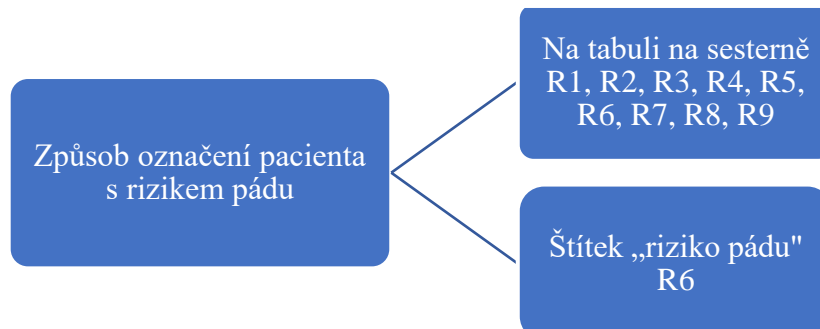 Způsob označení pacienta
s rizikem pádu
Na tabuli na sesterně
R1, R2, R3, R4, R5,
R6, R7, R8, R9
Štítek „riziko pádu"
R6